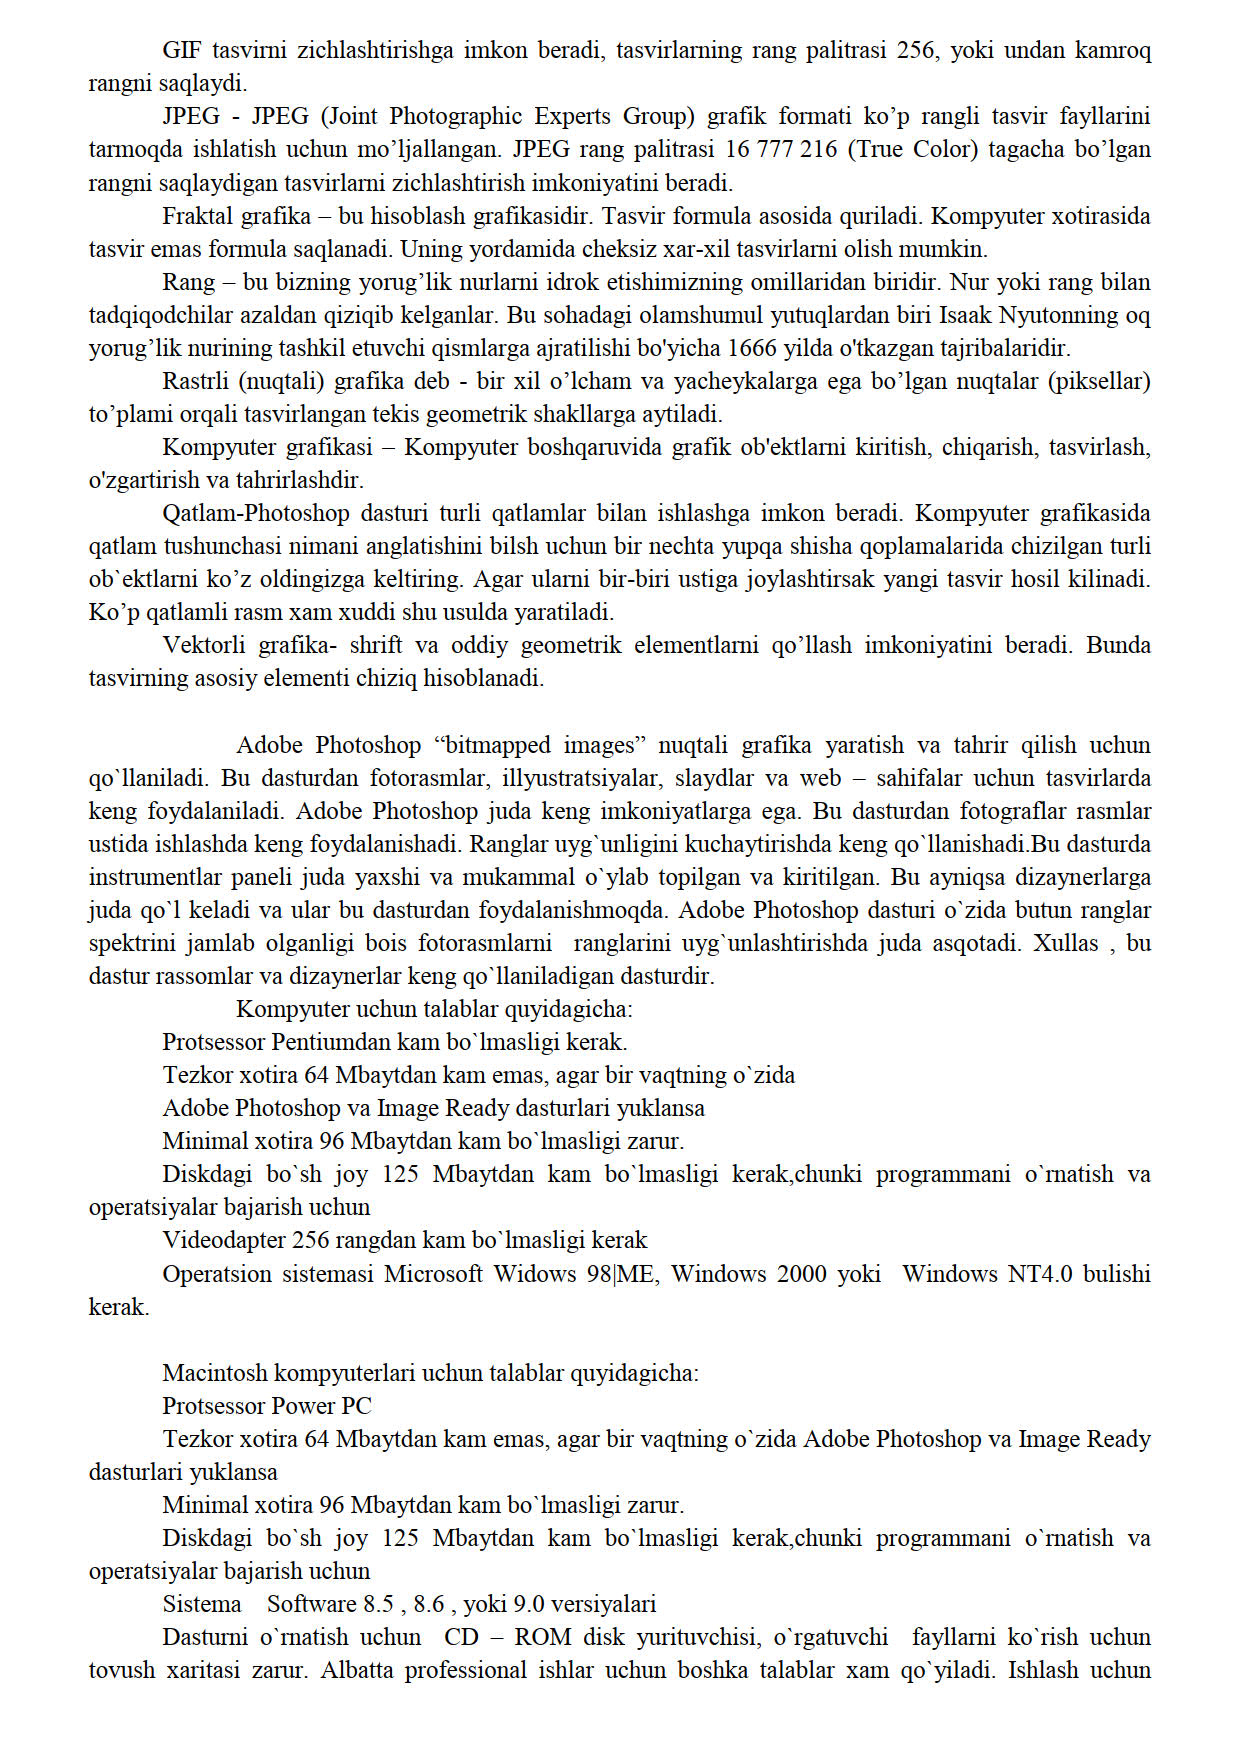 GIF tasvirni zichlashtirishga imkon beradi, tasvirlarning rang palitrasi 256, yoki undan kamroq
rangni saqlaydi.
JPEG - JPEG (Joint Photographic Experts Group) grafik formati ko’p rangli tasvir fayllarini
tarmoqda ishlatish uchun mo’ljallangan. JPEG rang palitrasi 16 777 216 (True Color) tagacha bo’lgan
rangni saqlaydigan tasvirlarni zichlashtirish imkoniyatini beradi.
Fraktal grafika – bu hisoblash grafikasidir. Tasvir formula asosida quriladi. Kompyuter xotirasida
tasvir emas formula saqlanadi. Uning yordamida cheksiz xar-xil tasvirlarni olish mumkin.
Rang – bu bizning yorug’lik nurlarni idrok etishimizning omillaridan biridir. Nur yoki rang bilan
tadqiqodchilar azaldan qiziqib kelganlar. Bu sohadagi olamshumul yutuqlardan biri Isaak Nyutonning oq
yorug’lik nurining tashkil etuvchi qismlarga ajratilishi bo'yicha 1666 yilda o'tkazgan tajribalaridir.
Rastrli (nuqtali) grafika deb - bir xil o’lcham va yacheykalarga ega bo’lgan nuqtalar (piksellar)
to’plami orqali tasvirlangan tekis geometrik shakllarga aytiladi.
Kompyuter grafikasi – Kompyuter boshqaruvida grafik ob'ektlarni kiritish, chiqarish, tasvirlash,
o'zgartirish va tahrirlashdir.
Qatlam-Photoshop dasturi turli qatlamlar bilan ishlashga imkon beradi. Kompyuter grafikasida
qatlam tushunchasi nimani anglatishini bilsh uchun bir nechta yupqa shisha qoplamalarida chizilgan turli
ob`ektlarni ko’z oldingizga keltiring. Agar ularni bir-biri ustiga joylashtirsak yangi tasvir hosil kilinadi.
Ko’p qatlamli rasm xam xuddi shu usulda yaratiladi.
Vektorli grafika- shrift va oddiy geometrik elementlarni qo’llash imkoniyatini beradi. Bunda
tasvirning asosiy elementi chiziq hisoblanadi.
Adobe Photoshop “bitmapped images” nuqtali grafika yaratish va tahrir qilish uchun
qo`llaniladi. Bu dasturdan fotorasmlar, illyustratsiyalar, slaydlar va web – sahifalar uchun tasvirlarda
keng foydalaniladi. Adobe Photoshop juda keng imkoniyatlarga ega. Bu dasturdan fotograflar rasmlar
ustida ishlashda keng foydalanishadi. Ranglar uyg`unligini kuchaytirishda keng qo`llanishadi.Bu dasturda
instrumentlar paneli juda yaxshi va mukammal o`ylab topilgan va kiritilgan. Bu ayniqsa dizaynerlarga
juda qo`l keladi va ular bu dasturdan foydalanishmoqda. Adobe Photoshop dasturi o`zida butun ranglar
spektrini jamlab olganligi bois fotorasmlarni ranglarini uyg`unlashtirishda juda asqotadi. Xullas , bu
dastur rassomlar va dizaynerlar keng qo`llaniladigan dasturdir.
Kompyuter uchun talablar quyidagicha:
Protsessor Pentiumdan kam bo`lmasligi kerak.
Tezkor xotira 64 Mbaytdan kam emas, agar bir vaqtning o`zida
Adobe Photoshop va Image Ready dasturlari yuklansa
Minimal xotira 96 Mbaytdan kam bo`lmasligi zarur.
Diskdagi bo`sh joy 125 Mbaytdan kam bo`lmasligi kerak,chunki programmani o`rnatish va
operatsiyalar bajarish uchun
Videodapter 256 rangdan kam bo`lmasligi kerak
Operatsion sistemasi Microsoft Widows 98|ME, Windows 2000 yoki Windows NT4.0 bulishi
kerak.
Macintosh kompyuterlari uchun talablar quyidagicha:
Protsessor Power PC
Tezkor xotira 64 Mbaytdan kam emas, agar bir vaqtning o`zida Adobe Photoshop va Image Ready
dasturlari yuklansa
Minimal xotira 96 Mbaytdan kam bo`lmasligi zarur.
Diskdagi bo`sh joy 125 Mbaytdan kam bo`lmasligi kerak,chunki programmani o`rnatish va
operatsiyalar bajarish uchun
Sistema Software 8.5 , 8.6 , yoki 9.0 versiyalari
Dasturni o`rnatish uchun CD – ROM disk yurituvchisi, o`rgatuvchi fayllarni ko`rish uchun
tovush xaritasi zarur. Albatta professional ishlar uchun boshka talablar xam qo`yiladi. Ishlash uchun